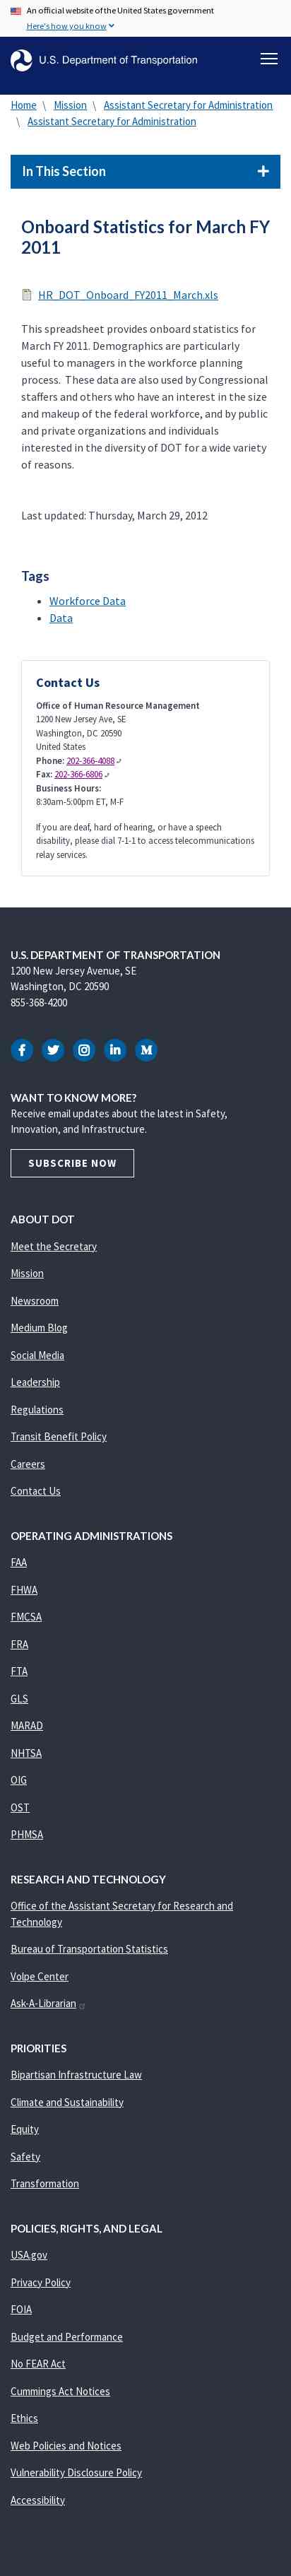 An official website of the United States government
Here's how you know
U.S. Department of Transportation
Home \ Mission \ Assistant Secretary for Administration
\ Assistant Secretary for Administration
In This Section
Onboard Statistics for March FY
2011
HR_DOT_Onboard_FY2011_March.xls
This spreadsheet provides onboard statistics for
March FY 2011. Demographics are particularly
useful to managers in the workforce planning
process.  These data are also used by Congressional
staffers and others who have an interest in the size
and makeup of the federal workforce, and by public
and private organizations and individuals
interested in the diversity of DOT for a wide variety
of reasons.
Last updated: Thursday, March 29, 2012
Tags
• Workforce Data
• Data
Contact Us
Office of Human Resource Management
1200 New Jersey Ave, SE
Washington, DC 20590
United States
Phone: 202-366-4088
Fax: 202-366-6806
Business Hours:
8:30am-5:00pm ET, M-F
If you are deaf, hard of hearing, or have a speech
disability, please dial 7-1-1 to access telecommunications
relay services.
U.S. DEPARTMENT OF TRANSPORTATION
1200 New Jersey Avenue, SE
Washington, DC 20590
855-368-4200
WANT TO KNOW MORE?
Receive email updates about the latest in Safety,
Innovation, and Infrastructure.
SUBSCRIBE NOW
ABOUT DOT
Meet the Secretary
Mission
Newsroom
Medium Blog
Social Media
Leadership
Regulations
Transit Benefit Policy
Careers
Contact Us
OPERATING ADMINISTRATIONS
FAA
FHWA
FMCSA
FRA
FTA
GLS
MARAD
NHTSA
OIG
OST
PHMSA
RESEARCH AND TECHNOLOGY
Office of the Assistant Secretary for Research and
Technology
Bureau of Transportation Statistics
Volpe Center
Ask-A-Librarian
PRIORITIES
Bipartisan Infrastructure Law
Climate and Sustainability
Equity
Safety
Transformation
POLICIES, RIGHTS, AND LEGAL
USA.gov
Privacy Policy
FOIA
Budget and Performance
No FEAR Act
Cummings Act Notices
Ethics
Web Policies and Notices
Vulnerability Disclosure Policy
Accessibility